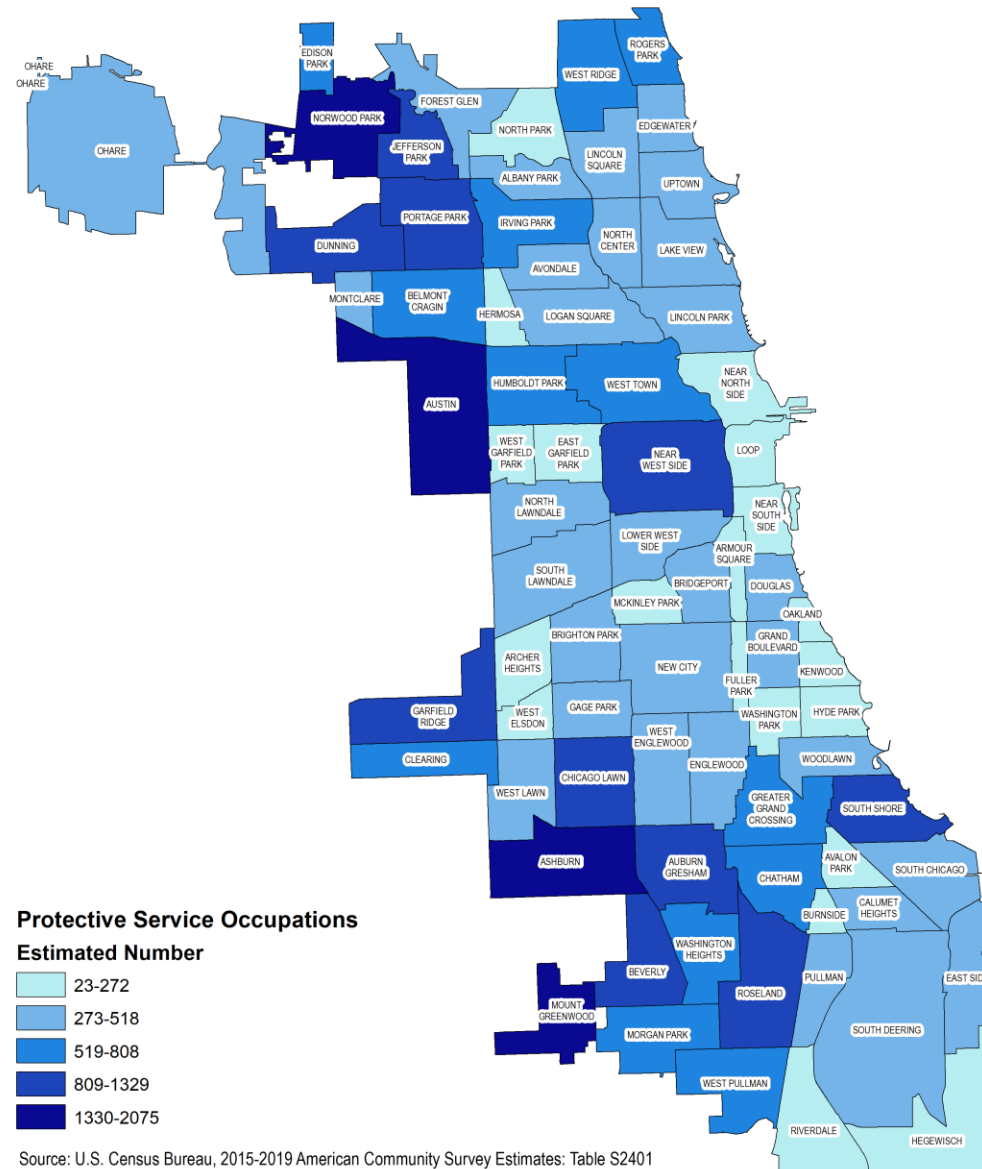 EDISON
PARK
ROGERS
PARK
OHARE
OHARE
WEST RIDGE
FOREST GLEN
NORWOOD PARK
NORTH PARK
EDGEWATER
OHARE
JEFFERSON
PARK
LINCOLN
SQUARE
ALBANY PARK
UPTOWN
PORTAGE PARK
IRVING PARK
NORTH
CENTER
DUNNING
LAKE VIEW
AVONDALE
MONTCLARE
BELMONT
CRAGIN
HERMOSA
LOGAN SQUARE
LINCOLN PARK
NEAR
NORTH
SIDE
HUMBOLDT PARK
WEST TOWN
AUSTIN
WEST
GARFIELD
PARK
EAST
GARFIELD
PARK
NEAR
WEST SIDE
LOOP
NORTH
LAWNDALE
NEAR
SOUTH
SIDE
LOWER WEST
SIDE
ARMOUR
SQUARE
SOUTH
LAWNDALE
BRIDGEPORT
DOUGLAS
MCKINLEY PARK
OAKLAND
BRIGHTON PARK
GRAND
BOULEVARD
ARCHER
HEIGHTS
NEW CITY
KENWOOD
FULLER
PARK
GARFIELD
RIDGE
WEST
ELSDON
GAGE PARK
WASHINGTON
PARK
HYDE PARK
WEST
ENGLEWOOD
CLEARING
ENGLEWOOD
WOODLAWN
CHICAGO LAWN
WEST LAWN
GREATER
GRAND
CROSSING
SOUTH SHORE
ASHBURN
AUBURN
GRESHAM
AVALON
PARK
SOUTH CHICAGO
CHATHAM
CALUMET
HEIGHTS
BURNSIDE
WASHINGTON
HEIGHTS
BEVERLY
PULLMAN
EAST SID
ROSELAND
MOUNT
GREENWOOD
MORGAN PARK
SOUTH DEERING
WEST PULLMAN
RIVERDALE
HEGEWISCH
Protective Service Occupations
Estimated Number
23-272
273-518
519-808
809-1329
1330-2075
Source: U.S. Census Bureau, 2015-2019 American Community Survey Estimates: Table S2401